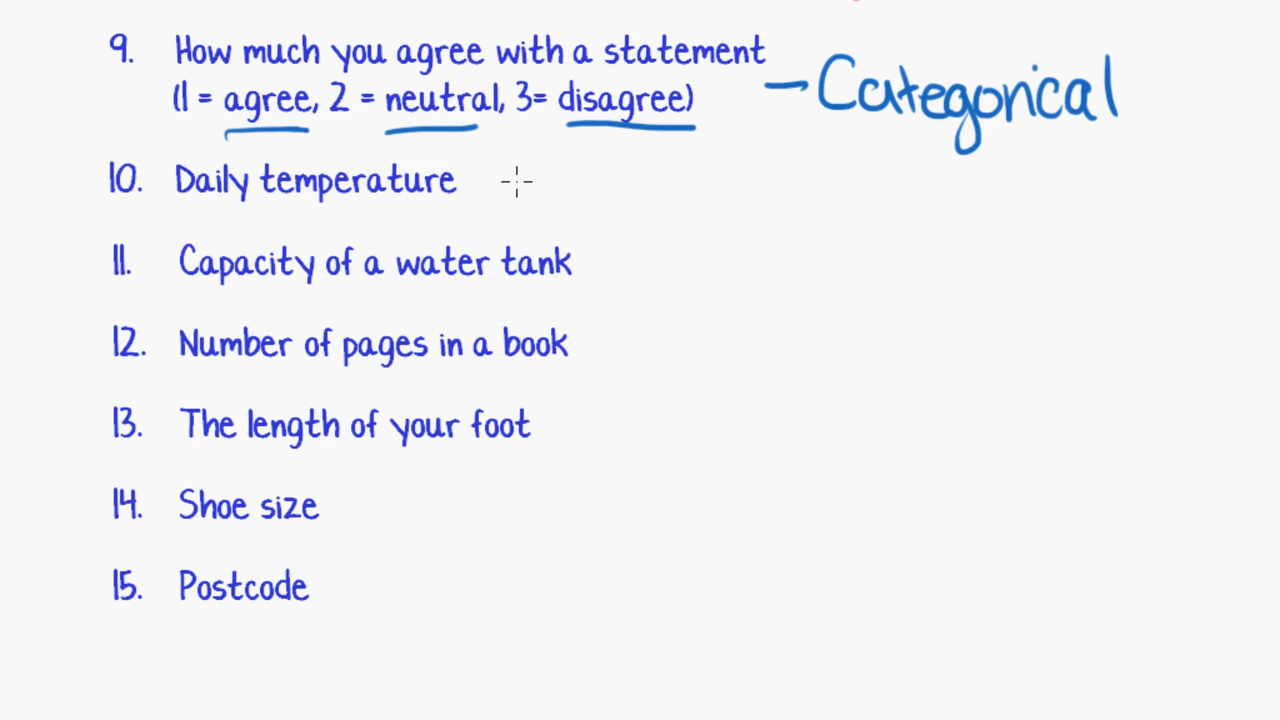 9. How much you agree with a statement
(1 = agree, 2 = neutral, 3= disagree) - Categorical
10. Daily temperature
11. Capacity of a water tank
12. Number of pages in a book
13. The length of your foot
14. Shoe size
15. Postcode